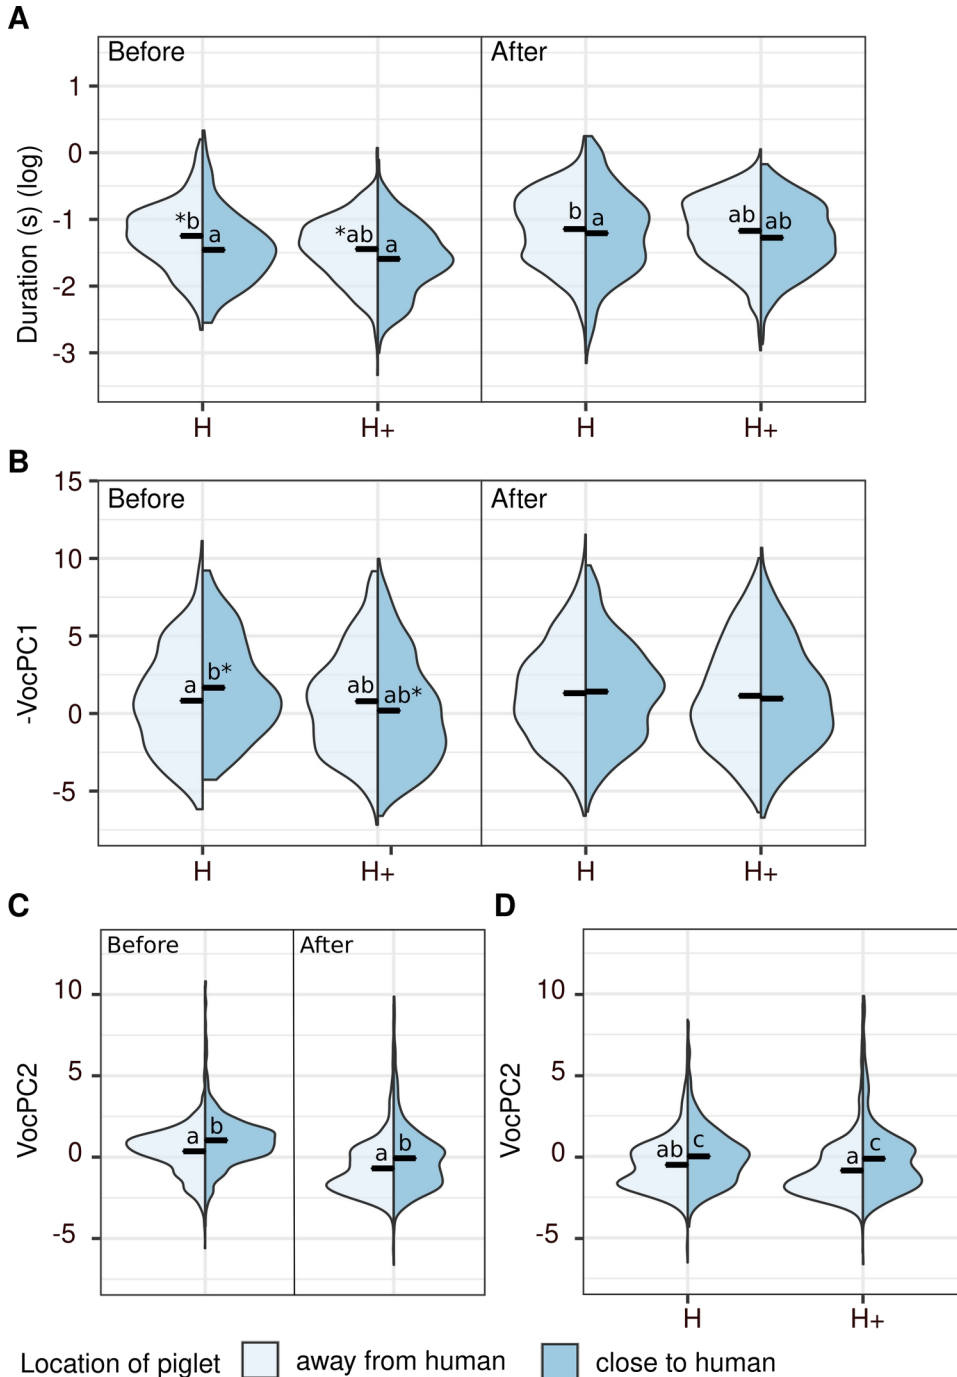 A
Before
After
Duration (s) (log)
1
0
-1
-2
-3
*b
a
*ab
a
b
a
ab
ab
H
H+
H
H+
B
Before
After
-VocPC1
15
10
5
0
-5
a
b*
ab
ab*
H
H+
H
H+
C
Before
After
VocPC2
10
5
0
-5
a
b
a
b
D
VocPC2
10
5
0
-5
ab
c
a
c
H
H+
Location of piglet
away from human
close to human